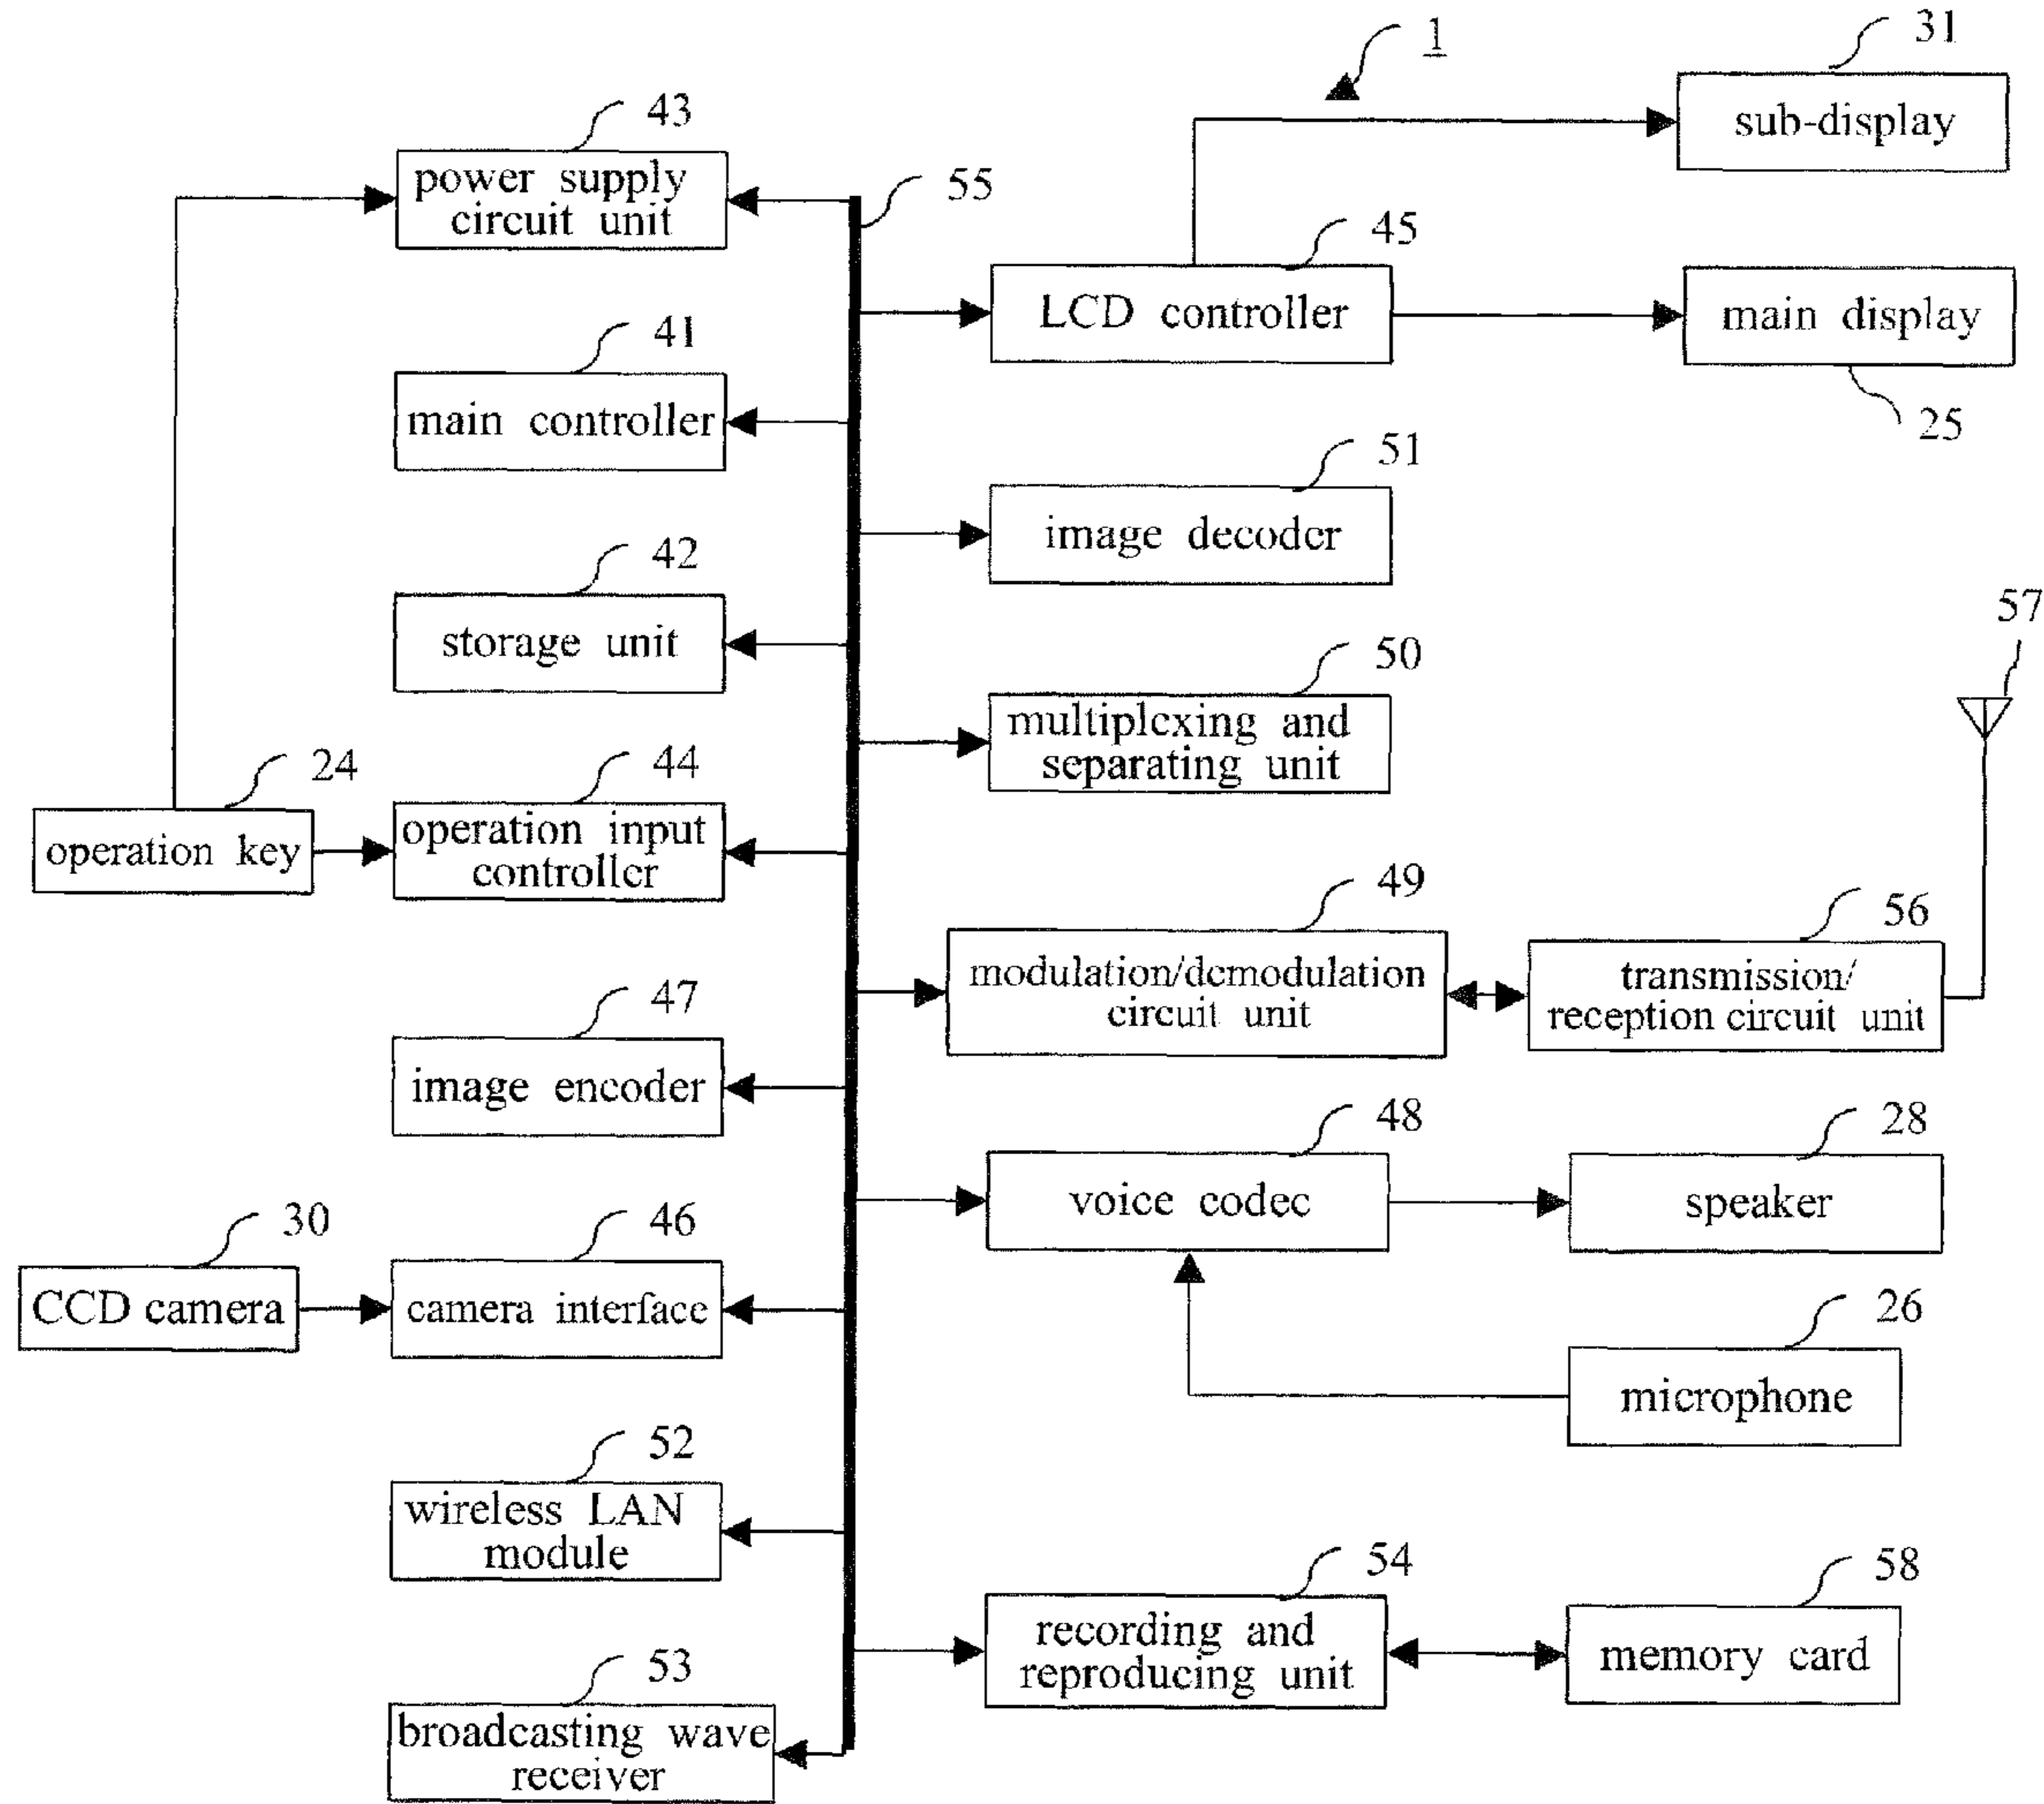 1
31
sub-display
43
power supply
circuit unit
55
45
LCD controller
main display
25
41
main controller
51
image decoder
42
storage unit
50
multiplexing and
separating unit
57
24
operation key
44
operation input
controller
49
modulation/demodulation
circuit unit
56
transmission/
reception circuit unit
47
image encoder
48
voice codec
28
speaker
30
CCD camera
46
camera interface
26
microphone
52
wireless LAN
module
54
recording and
reproducing unit
58
memory card
53
broadcasting wave
receiver